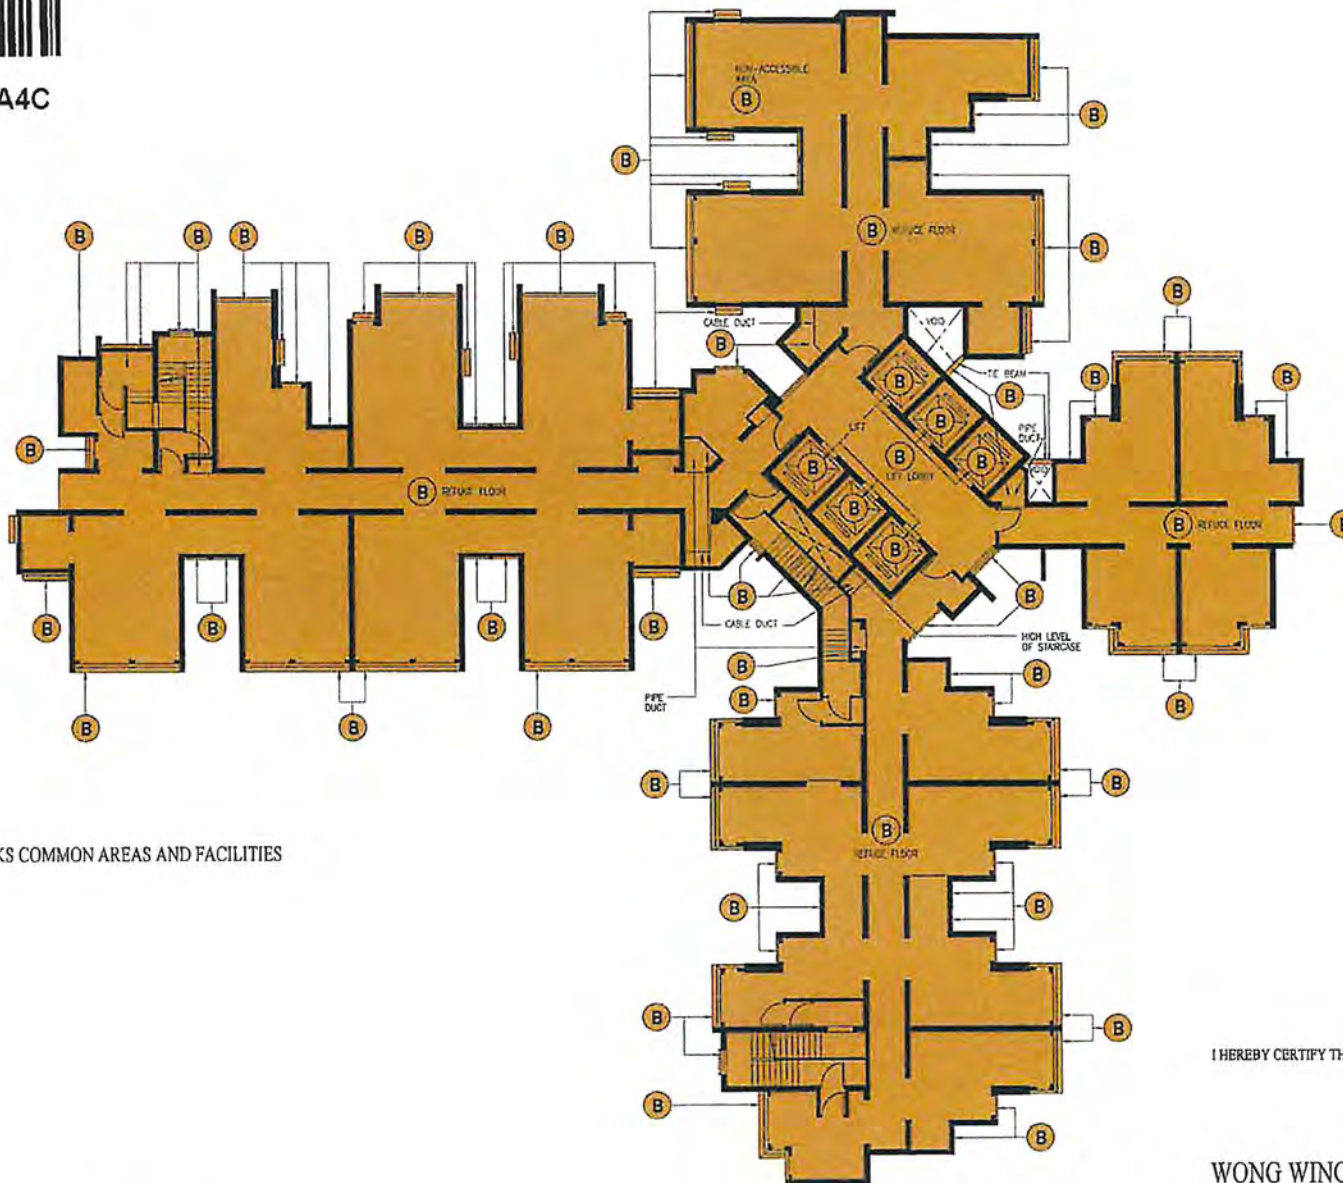 A4C
NON-ACCESSIBLE
AREA
B
B
B
B
B
REFUGE FLOOR
B
B
B
B
B
B
B
CABLE DUCT
B
VOID
TIE BEAM
B
B
B
B
B
B
PIPE
DUCT
VOID
LIFT
B
LIFT LOBBY
B
B
B
B
B
B
REFUGE FLOOR
B
REFUGE FLOOR
B
B
B
B
B
B
B
B
CABLE DUCT
HIGH LEVEL
OF STAIRCASE
B
B
B
B
PIPE
DUCT
B
B
B
B
B
B
B
REFUGE FLOOR
KS COMMON AREAS AND FACILITIES
B
B
B
B
B
B
I HEREBY CERTIFY TH
WONG WING